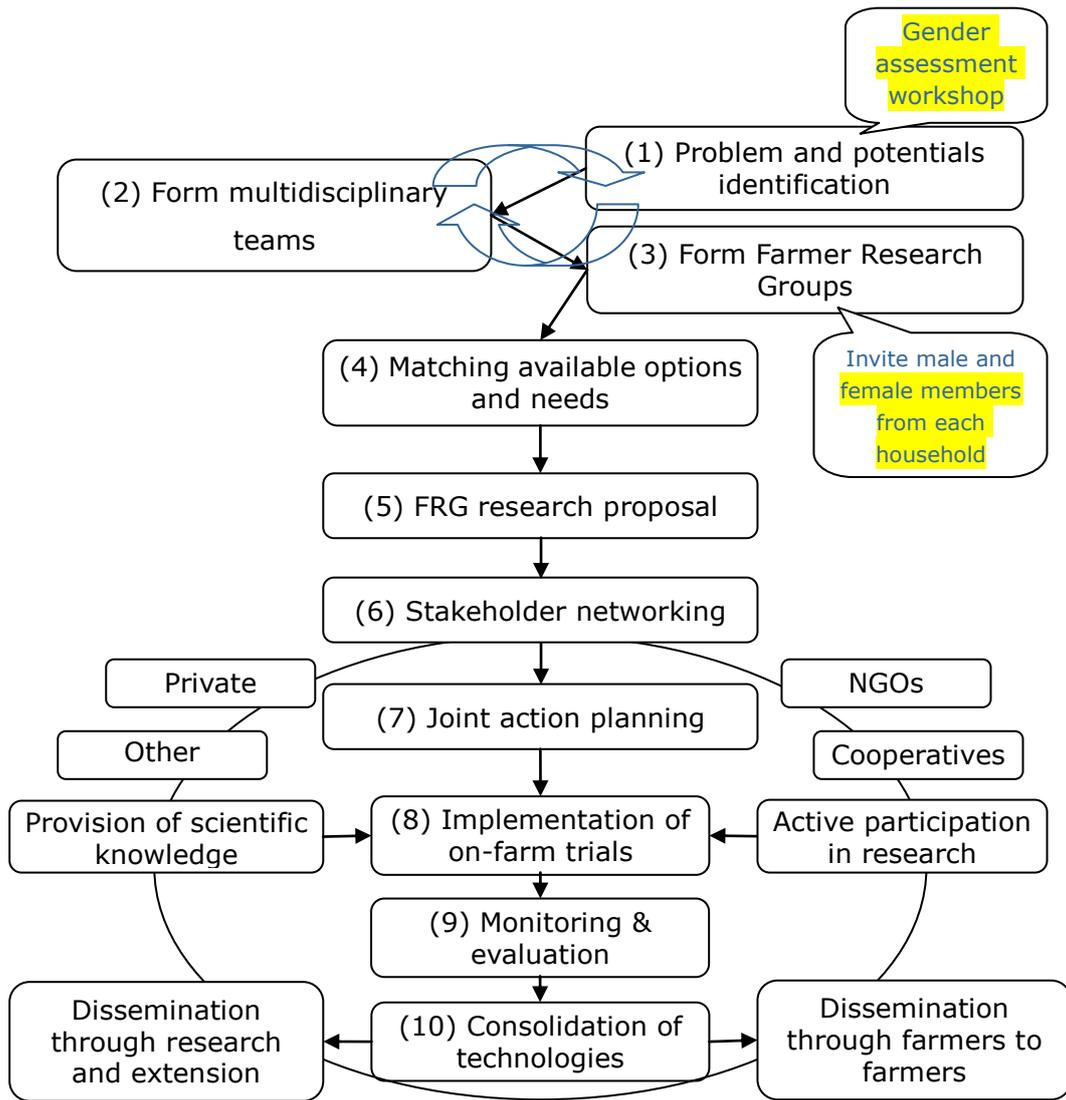 Gender
assessment
workshop
(1) Problem and potentials
identification
(2) Form multidisciplinary
teams
(3) Form Farmer Research
Groups
Invite male and
female members
from each
household
(4) Matching available options
and needs
(5) FRG research proposal
(6) Stakeholder networking
Private
NGOs
(7) Joint action planning
Other
Cooperatives
Provision of scientific
knowledge
(8) Implementation of
on-farm trials
Active participation
in research
(9) Monitoring &
evaluation
Dissemination
through research
and extension
(10) Consolidation of
technologies
Dissemination
through farmers to
farmers